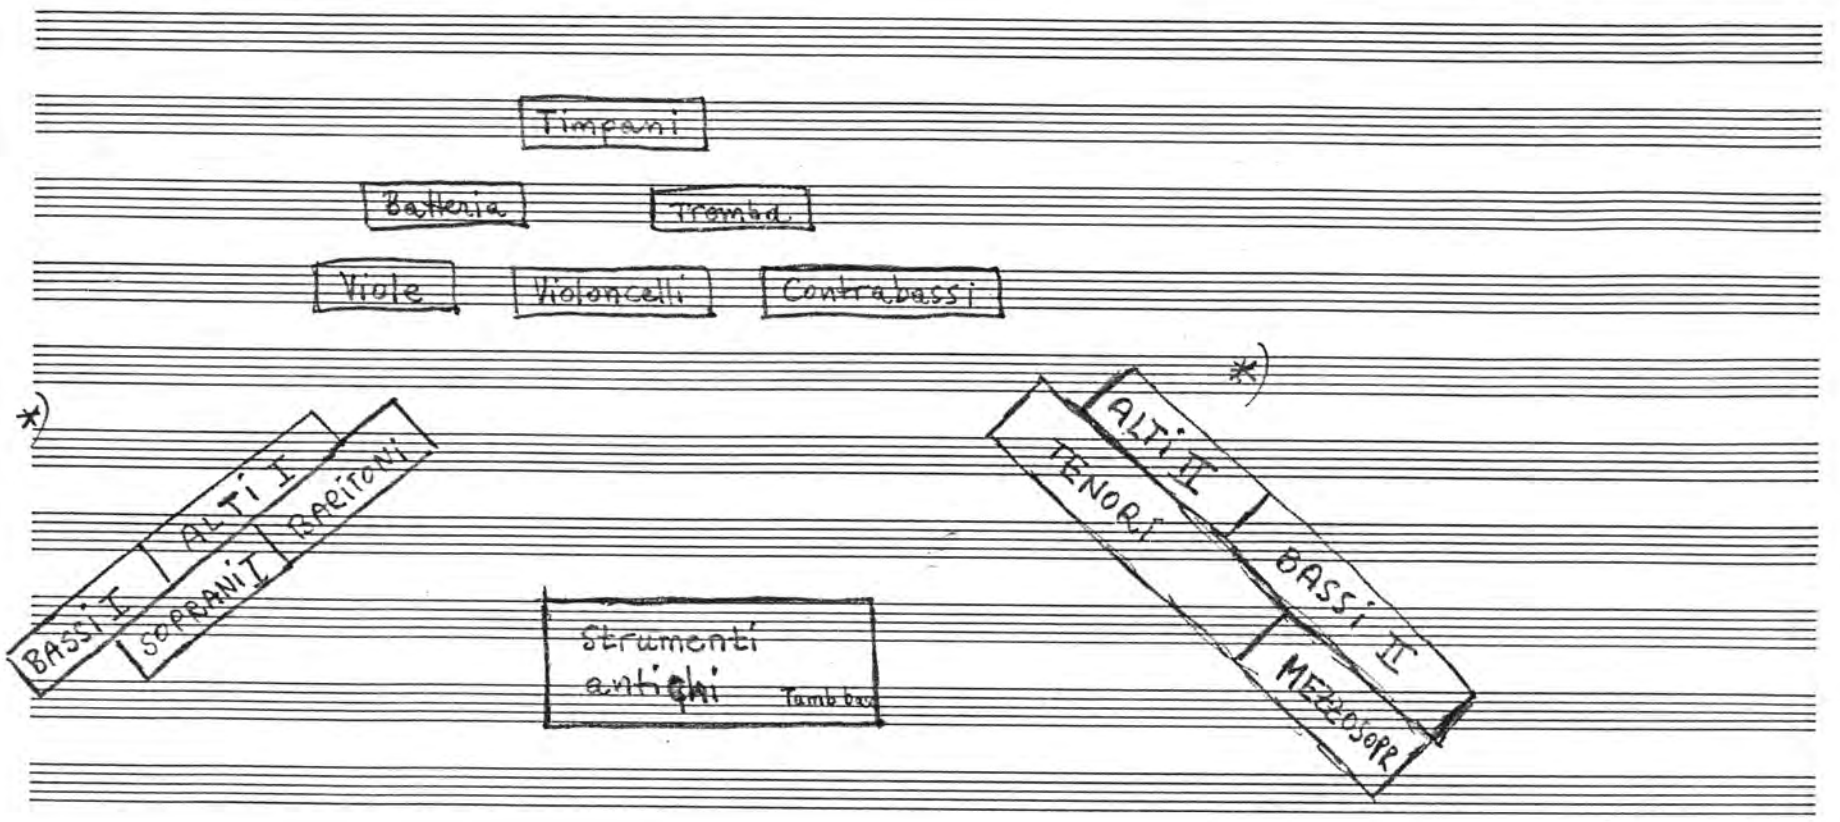 Timpani
Batteria Tromba
Viole Violoncelli Contrabassi
*) *)
ALTI I BARITONI
BASSI I SOPRANI I
ALTI II
TENORI
BASSI II
MEZZOSOPR
Strumenti
antichi Tamb bas